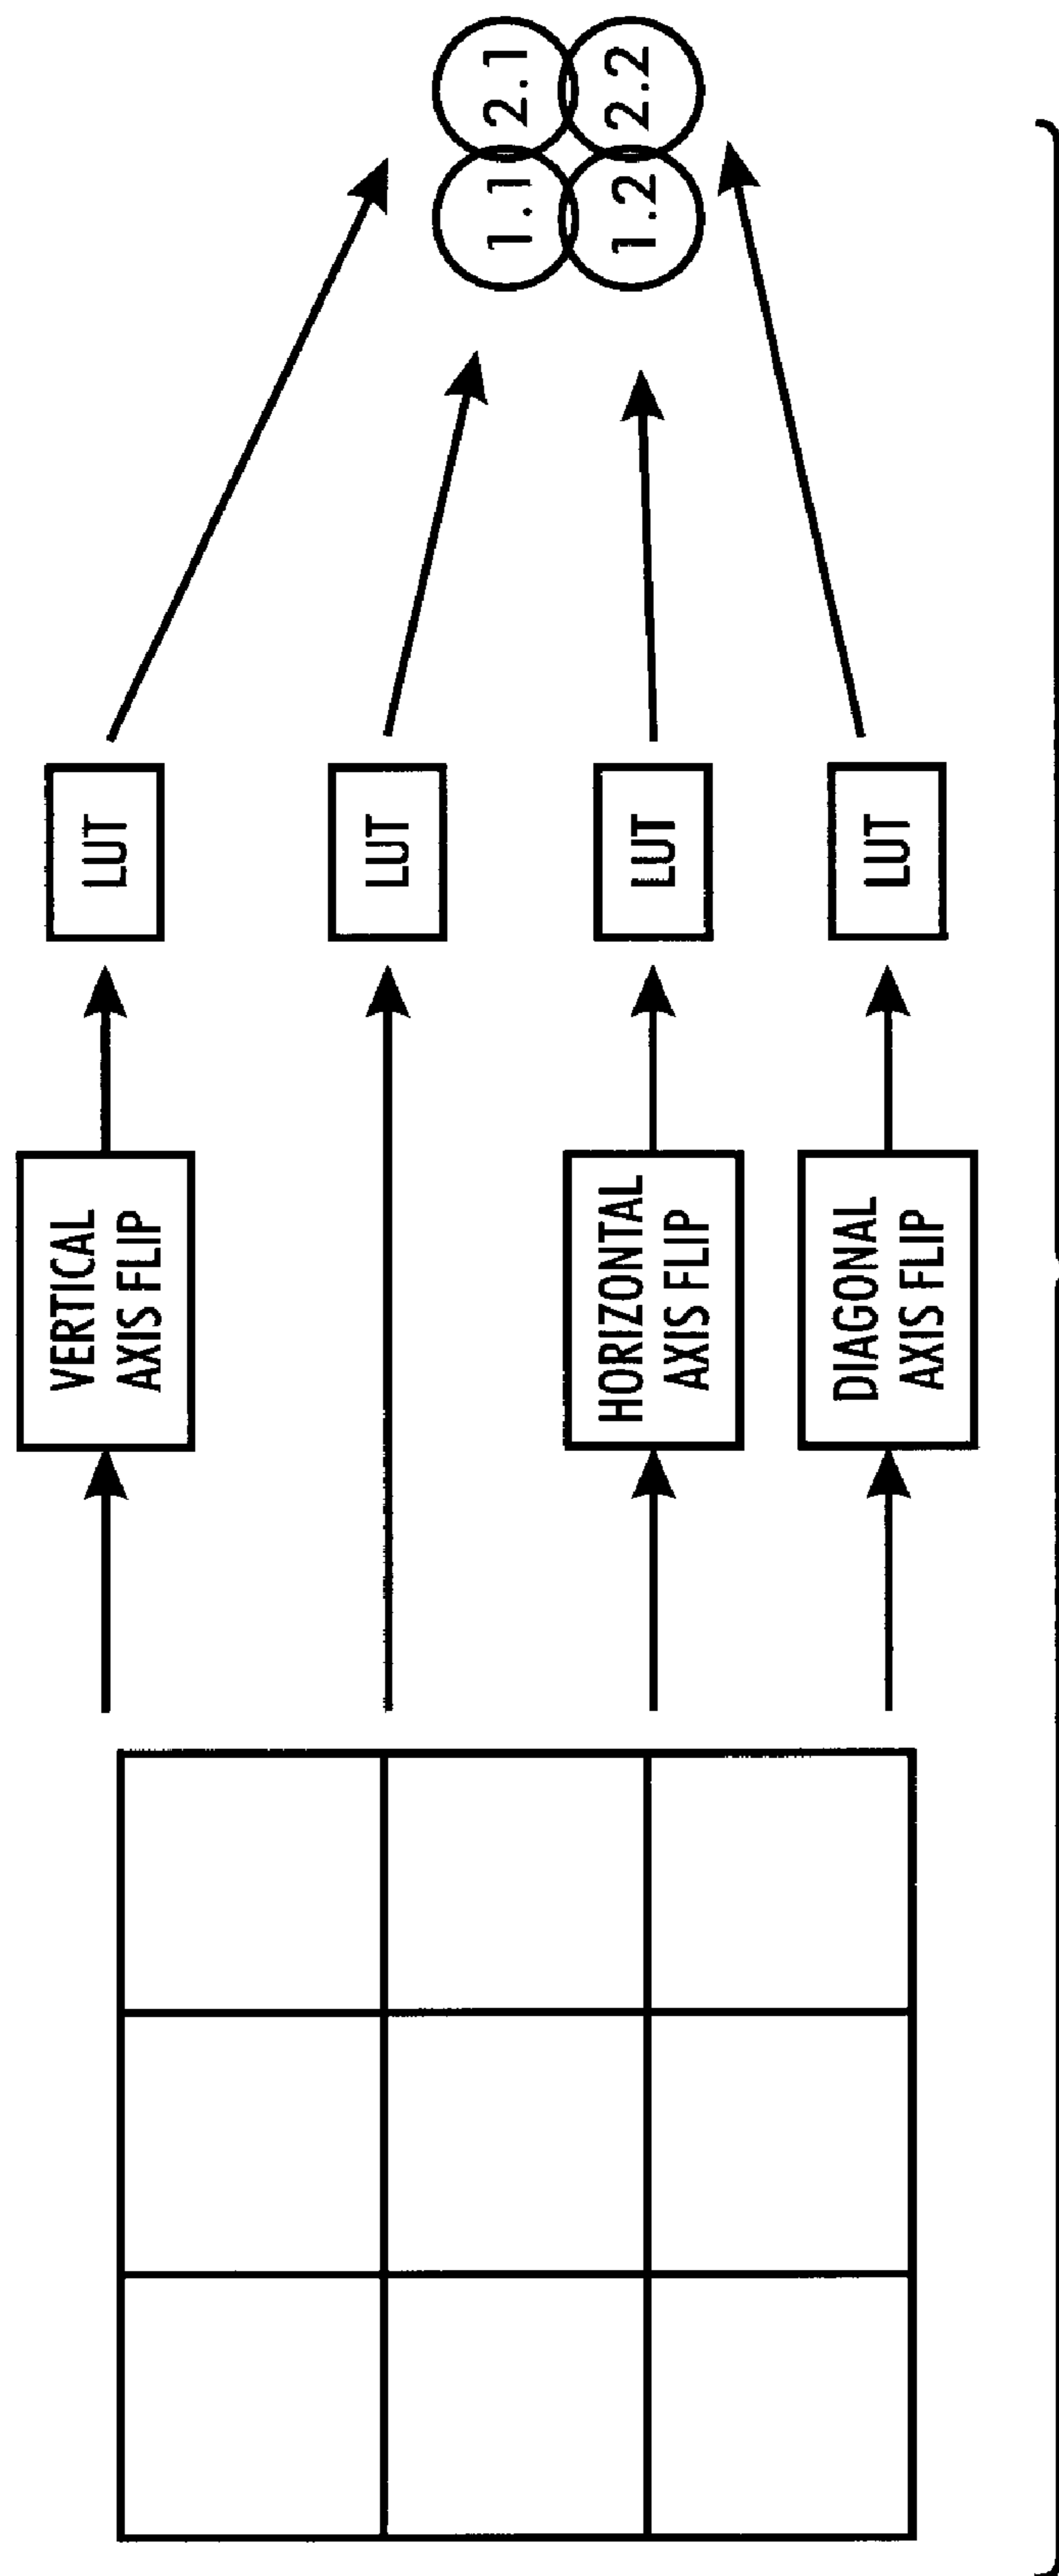 VERTICAL
AXIS FLIP
LUT
LUT
HORIZONTAL
AXIS FLIP
LUT
DIAGONAL
AXIS FLIP
LUT
1.1 2.1
1.2 2.2